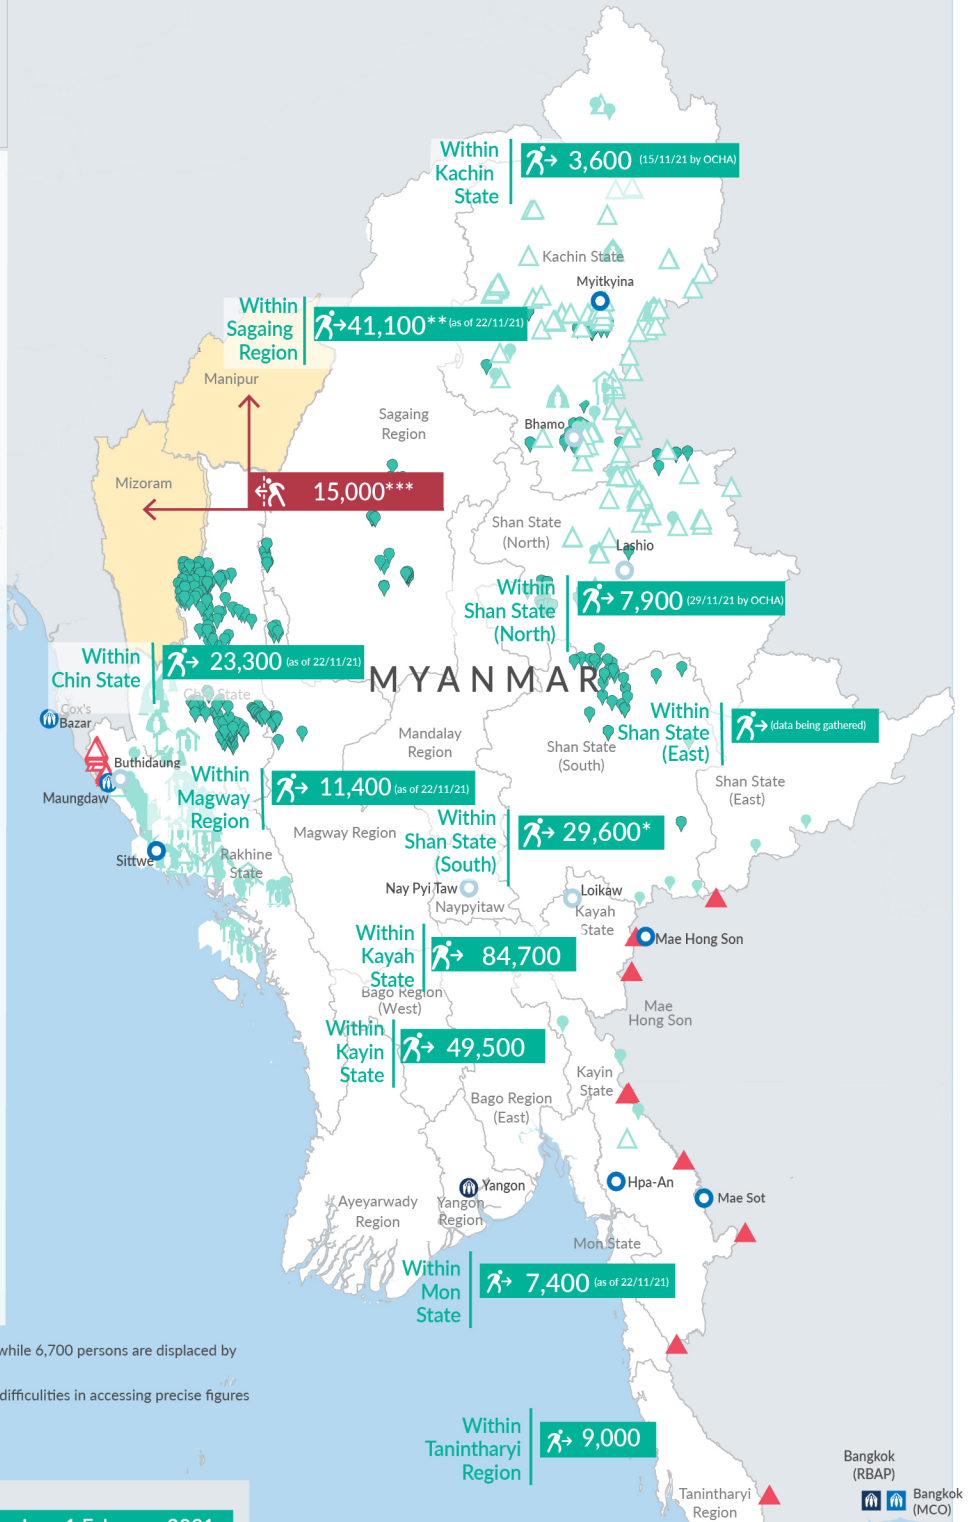 Within
Kachin
State
3,600 (15/11/21 by OCHA)
Kachin State
Myitkyina
Within
Sagaing
Region
41,100** (as of 22/11/21)
Manipur
Sagaing
Region
Bhamo
Mizoram
15,000***
Shan State
(North)
Lashio
Within
Shan State
(North)
7,900 (29/11/21 by OCHA)
Within
Chin State
23,300 (as of 22/11/21)
MYANMAR
Chin State
Cox's
Bazar
Within
Shan State
(East)
(data being gathered)
Mandalay
Region
Shan State
(South)
Buthidaung
Maungdaw
Within
Magway
Region
11,400 (as of 22/11/21)
Shan State
(East)
Magway Region
Within
Shan State
(South)
29,600*
Sittwe
Rakhine
State
Nay Pyi Taw
Naypyitaw
Loikaw
Kayah
State
Within
Kayah
State
84,700
Mae Hong Son
Bago Region
(West)
Mae
Hong Son
Within
Kayin
State
49,500
Kayin
State
Bago Region
(East)
Hpa-An
Yangon
Mae Sot
Ayeyarwady
Region
Yangon
Region
Mon State
Within
Mon
State
7,400 (as of 22/11/21)
while 6,700 persons are displaced by
difficulities in accessing precise figures
Within
Tanintharyi
Region
9,000
Bangkok
(RBAP)
Tanintharyi
Region
Bangkok
(MCO)